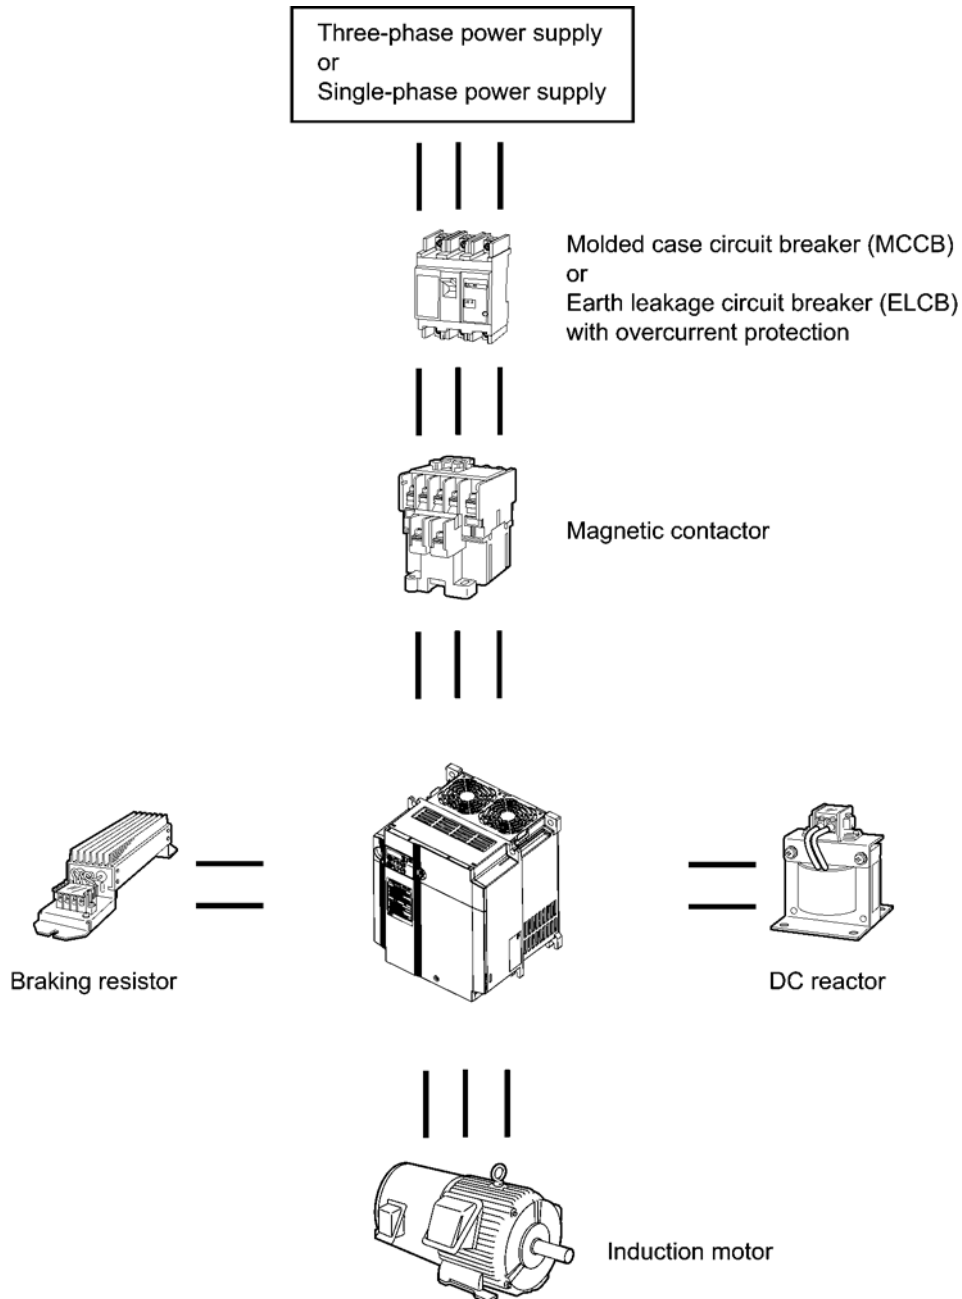 Three-phase power supply
or
Single-phase power supply
Molded case circuit breaker (MCCB)
or
Earth leakage circuit breaker (ELCB)
with overcurrent protection
Magnetic contactor
Braking resistor
DC reactor
Induction motor